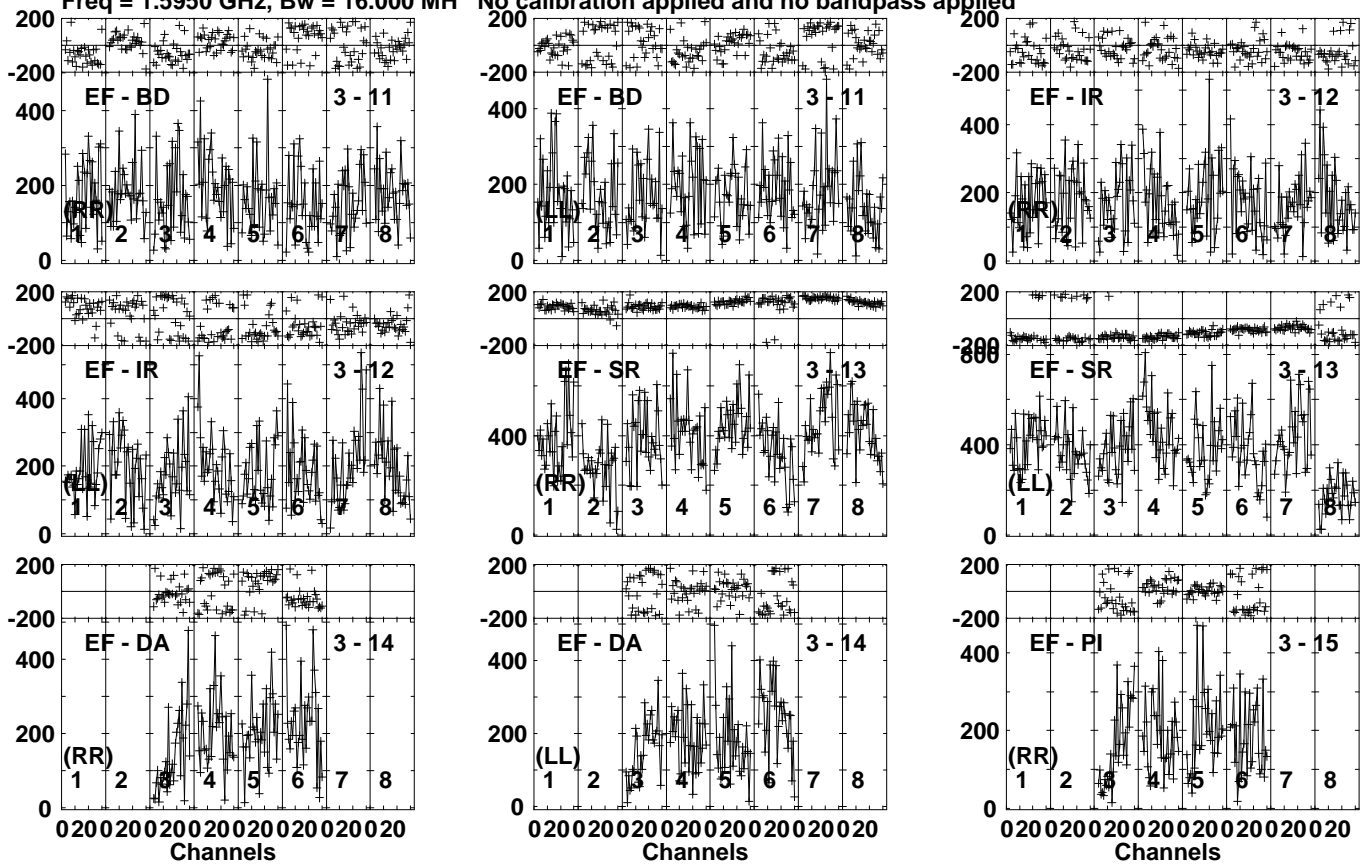 Freq = 1.5950 GHz, Bw = 16.000 MH No calibration applied and no bandpass applied
200 200 200
-200 -200 -200
EF - BD 3 - 11 EF - BD 3 - 11 EF - IR 3 - 12
400 400 400
200 200 200
(RR) (LL) (RR)
1 2 3 4 5 6 7 8 1 2 3 4 5 6 7 8 1 2 3 4 5 6 7 8
0 0 0
200 200 200
-200 -200 -200
800
EF - IR 3 - 12 EF - SR 3 - 13 EF - SR 3 - 13
400 400 400
200
(LL) (RR) (LL)
1 2 3 4 5 6 7 8 1 2 3 4 5 6 7 8 1 2 3 4 5 6 7 8
0 0 0
200 200 200
-200 -200 -200
EF - DA 3 - 14 EF - DA 3 - 14 EF - PI 3 - 15
400 400 400
200 200 200
(RR) (LL) (RR)
1 2 3 4 5 6 7 8 1 2 3 4 5 6 7 8 1 2 3 4 5 6 7 8
0 0 0
0 20 0 20 0 20 0 20 0 20 0 20 0 20 0 20 0 20 0 20 0 20 0 20 0 20 0 20 0 20 0 20 0 20 0 20 0 20 0 20 0 20 0 20 0 20 0 20
Channels Channels Channels